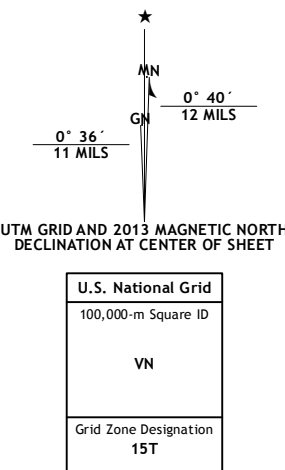 ★
MN
0° 40´
12 MILS
GN
0° 36´
11 MILS
UTM GRID AND 2013 MAGNETIC NORTH
DECLINATION AT CENTER OF SHEET
U.S. National Grid
100,000-m Square ID
VN
Grid Zone Designation
15T